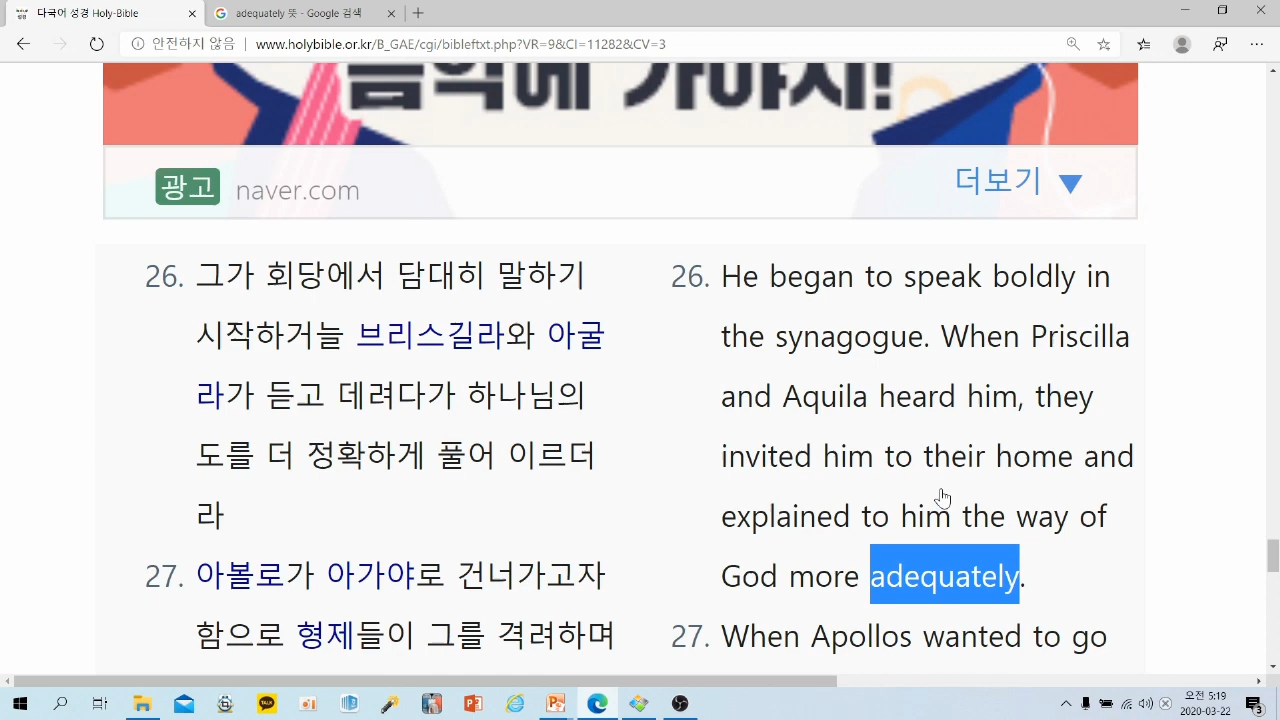 다국어 성경 Holy-Bible
adequately 뜻 - Google 검색
안전하지 않음
www.holybible.or.kr/B_GAE/cgi/bibleftxt.php?VR=9&CI=11282&CV=3
음악에 가야지!
광고 naver.com
더보기 ▼
26. 그가 회당에서 담대히 말하기
시작하거늘 브리스길라와 아굴
라가 듣고 데려다가 하나님의
도를 더 정확하게 풀어 이르더
라
27. 아볼로가 아가야로 건너가고자
함으로 형제들이 그를 격려하며
26. He began to speak boldly in
the synagogue. When Priscilla
and Aquila heard him, they
invited him to their home and
explained to him the way of
God more adequately.
27. When Apollos wanted to go
TALK
오전 5:19
2020-03-22
3